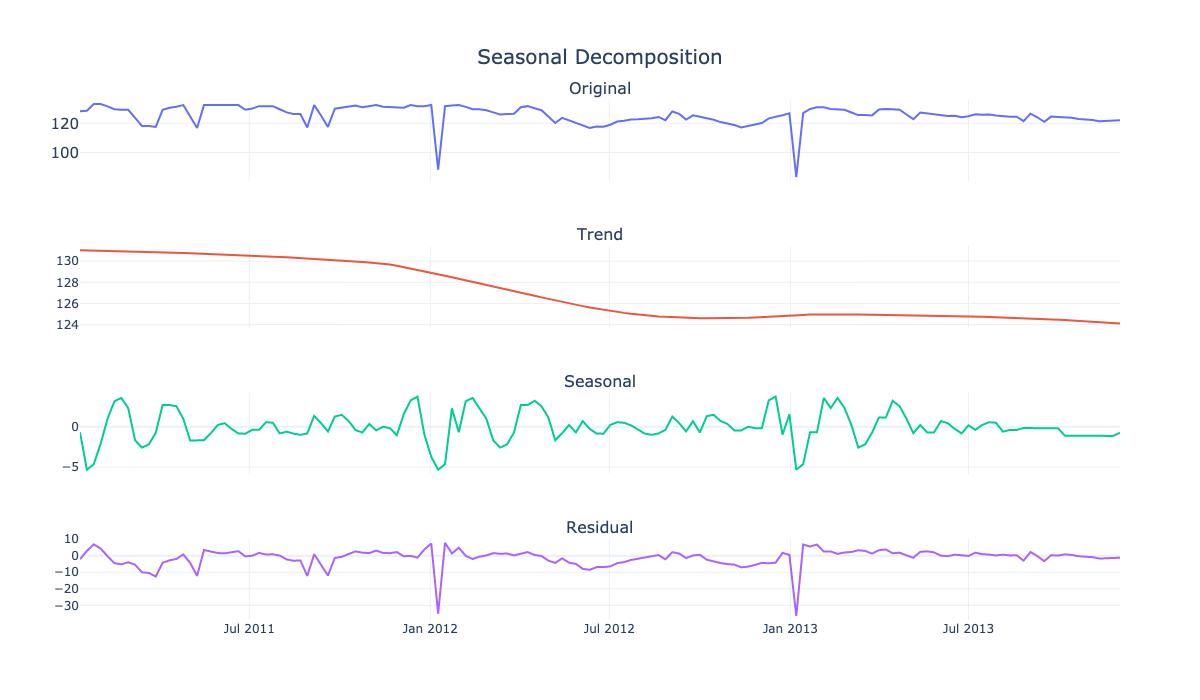 Seasonal Decomposition
Original
120
100
Trend
130
128
126
124
Seasonal
0
−5
Residual
10
0
−10
−20
−30
Jul 2011 Jan 2012 Jul 2012 Jan 2013 Jul 2013